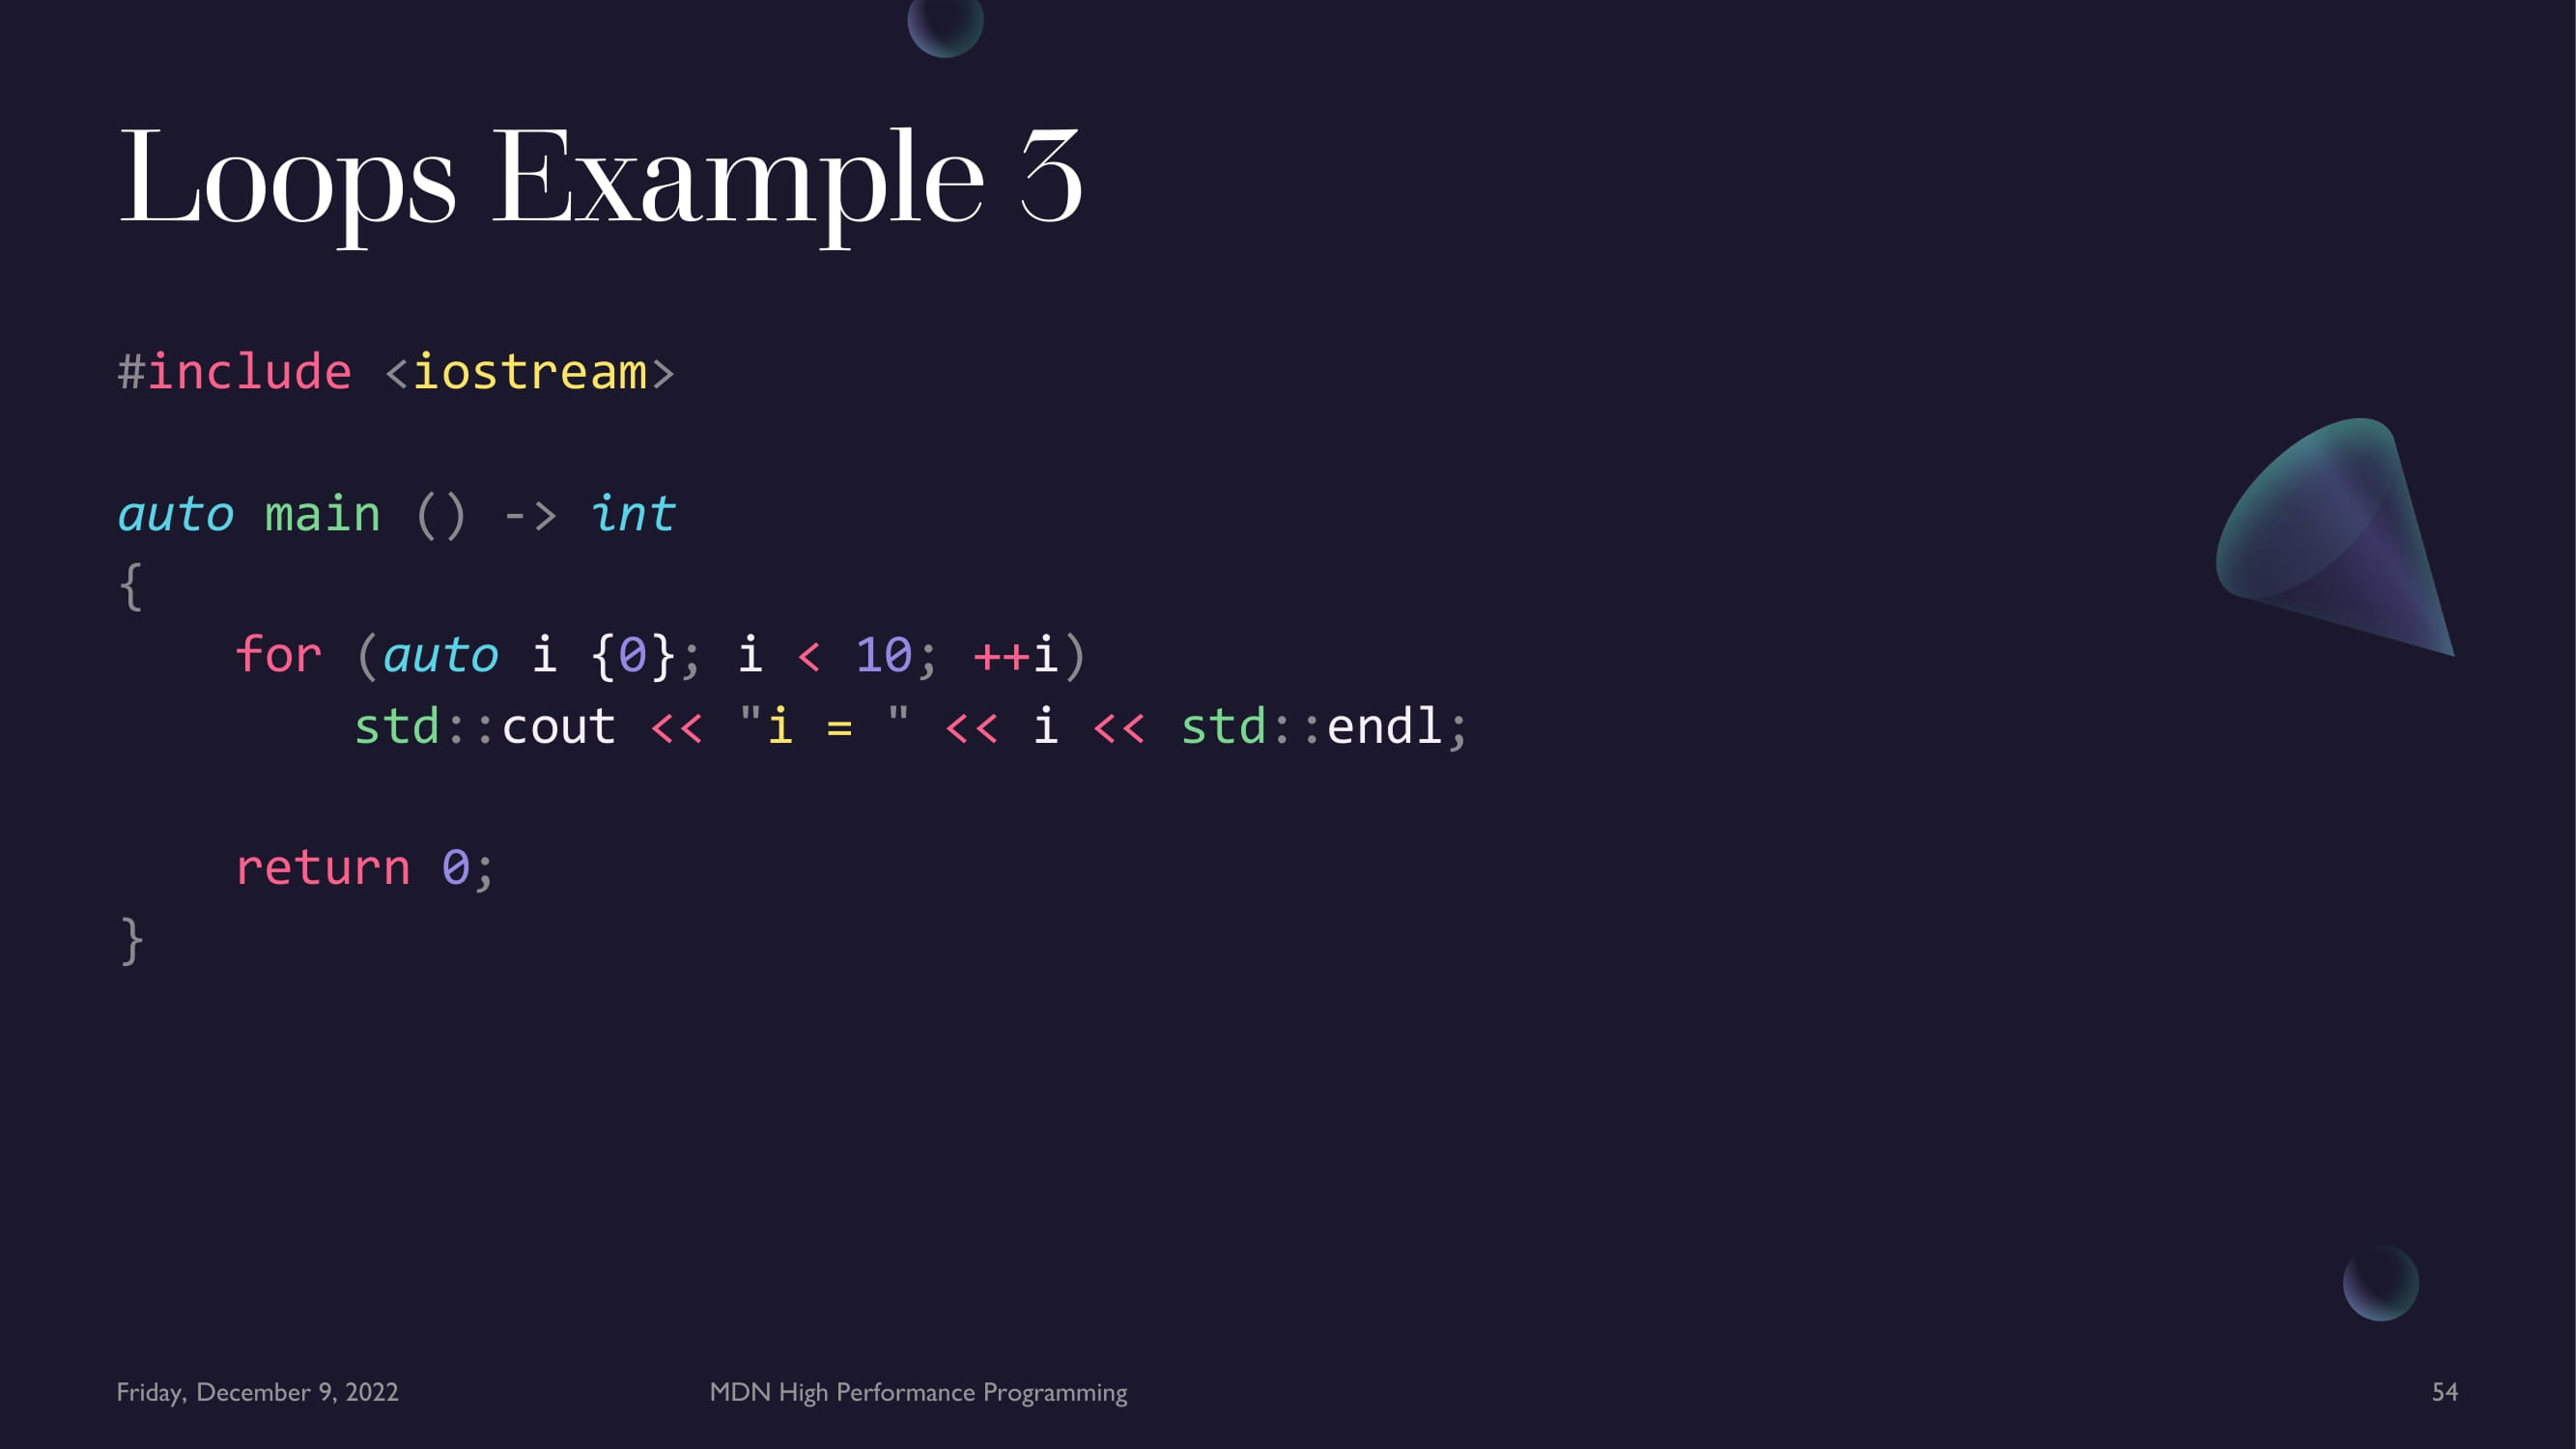 Loops Example 3
#include <iostream>
auto main () -> int
{
    for (auto i {0}; i < 10; ++i)
        std::cout << "i = " << i << std::endl;
    return 0;
}
Friday, December 9, 2022
MDN High Performance Programming
54